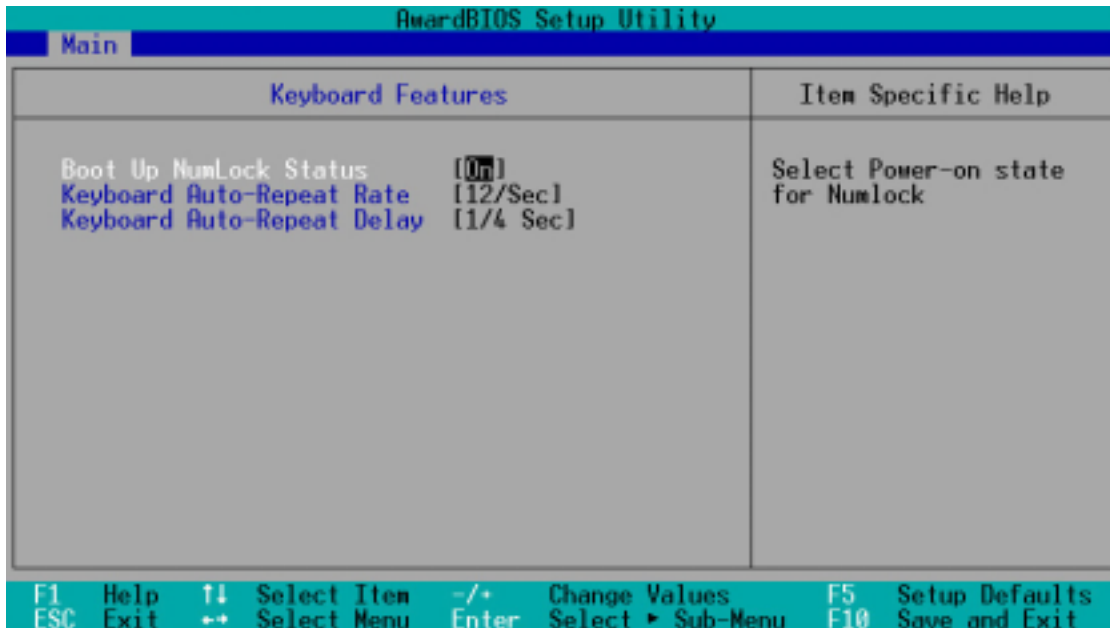 AwardBIOS Setup Utility
Main
Keyboard Features
Item Specific Help
Boot Up NumLock Status [On]
Keyboard Auto-Repeat Rate [12/Sec]
Keyboard Auto-Repeat Delay [1/4 Sec]
Select Power-on state
for Numlock
F1 Help ↑↓ Select Item -/+ Change Values F5 Setup Defaults
ESC Exit ←→ Select Menu Enter Select ► Sub-Menu F10 Save and Exit